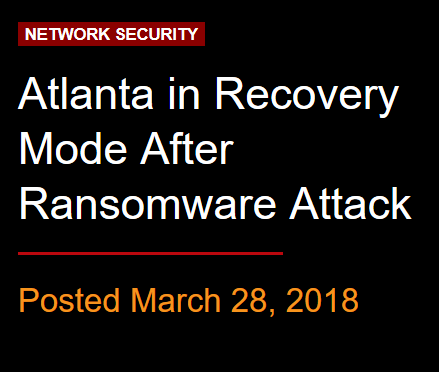 NETWORK SECURITY
Atlanta in Recovery
Mode After
Ransomware Attack
Posted March 28, 2018